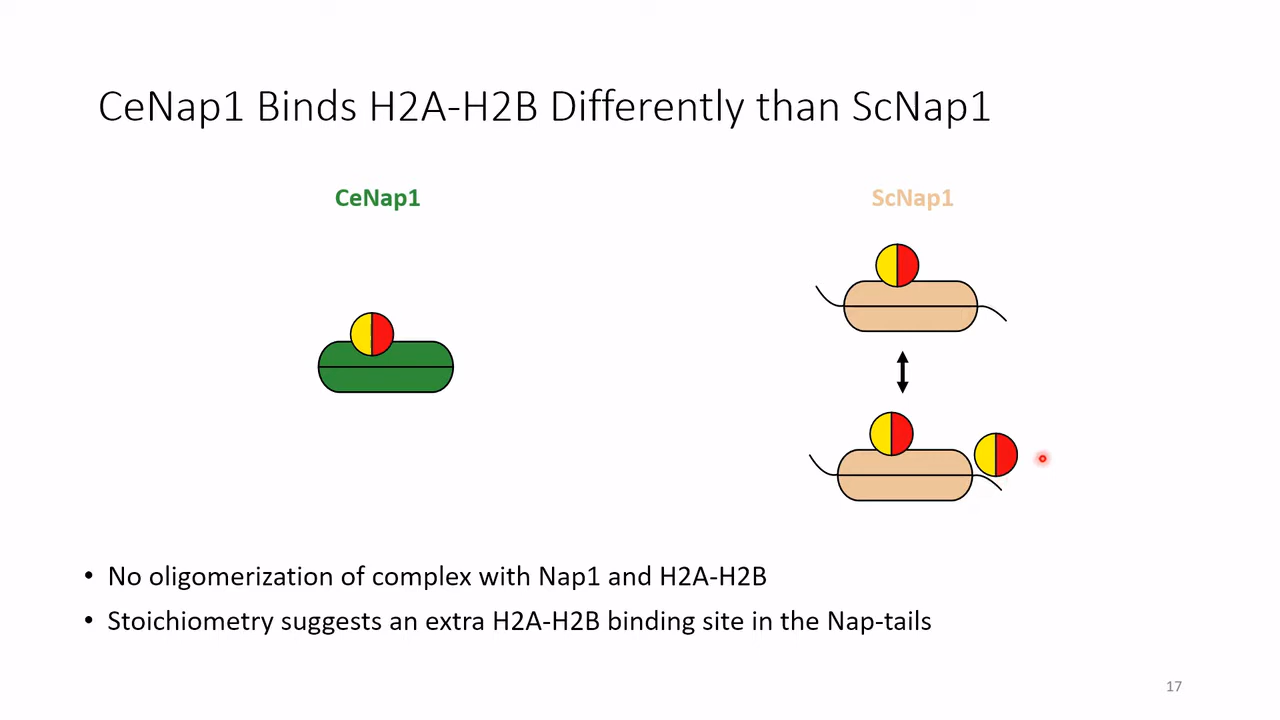 CeNap1 Binds H2A-H2B Differently than ScNap1
CeNap1
ScNap1
• No oligomerization of complex with Nap1 and H2A-H2B
• Stoichiometry suggests an extra H2A-H2B binding site in the Nap-tails
17